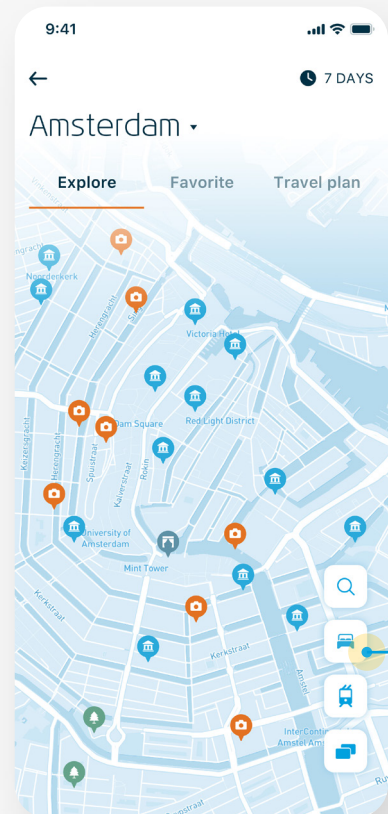 9:41
7 DAYS
Amsterdam
Explore
Favorite
Travel plan
Noorderkerk
Herengracht
Victoria Hotel
Dam Square
Red Light District
Keizersgracht
Herengracht
Spuistraat
Kalverstraat
Rokin
University of
Amsterdam
Mint Tower
Kerkstraat
Kerkstraat
Amstel
InterConti
Amstel Am